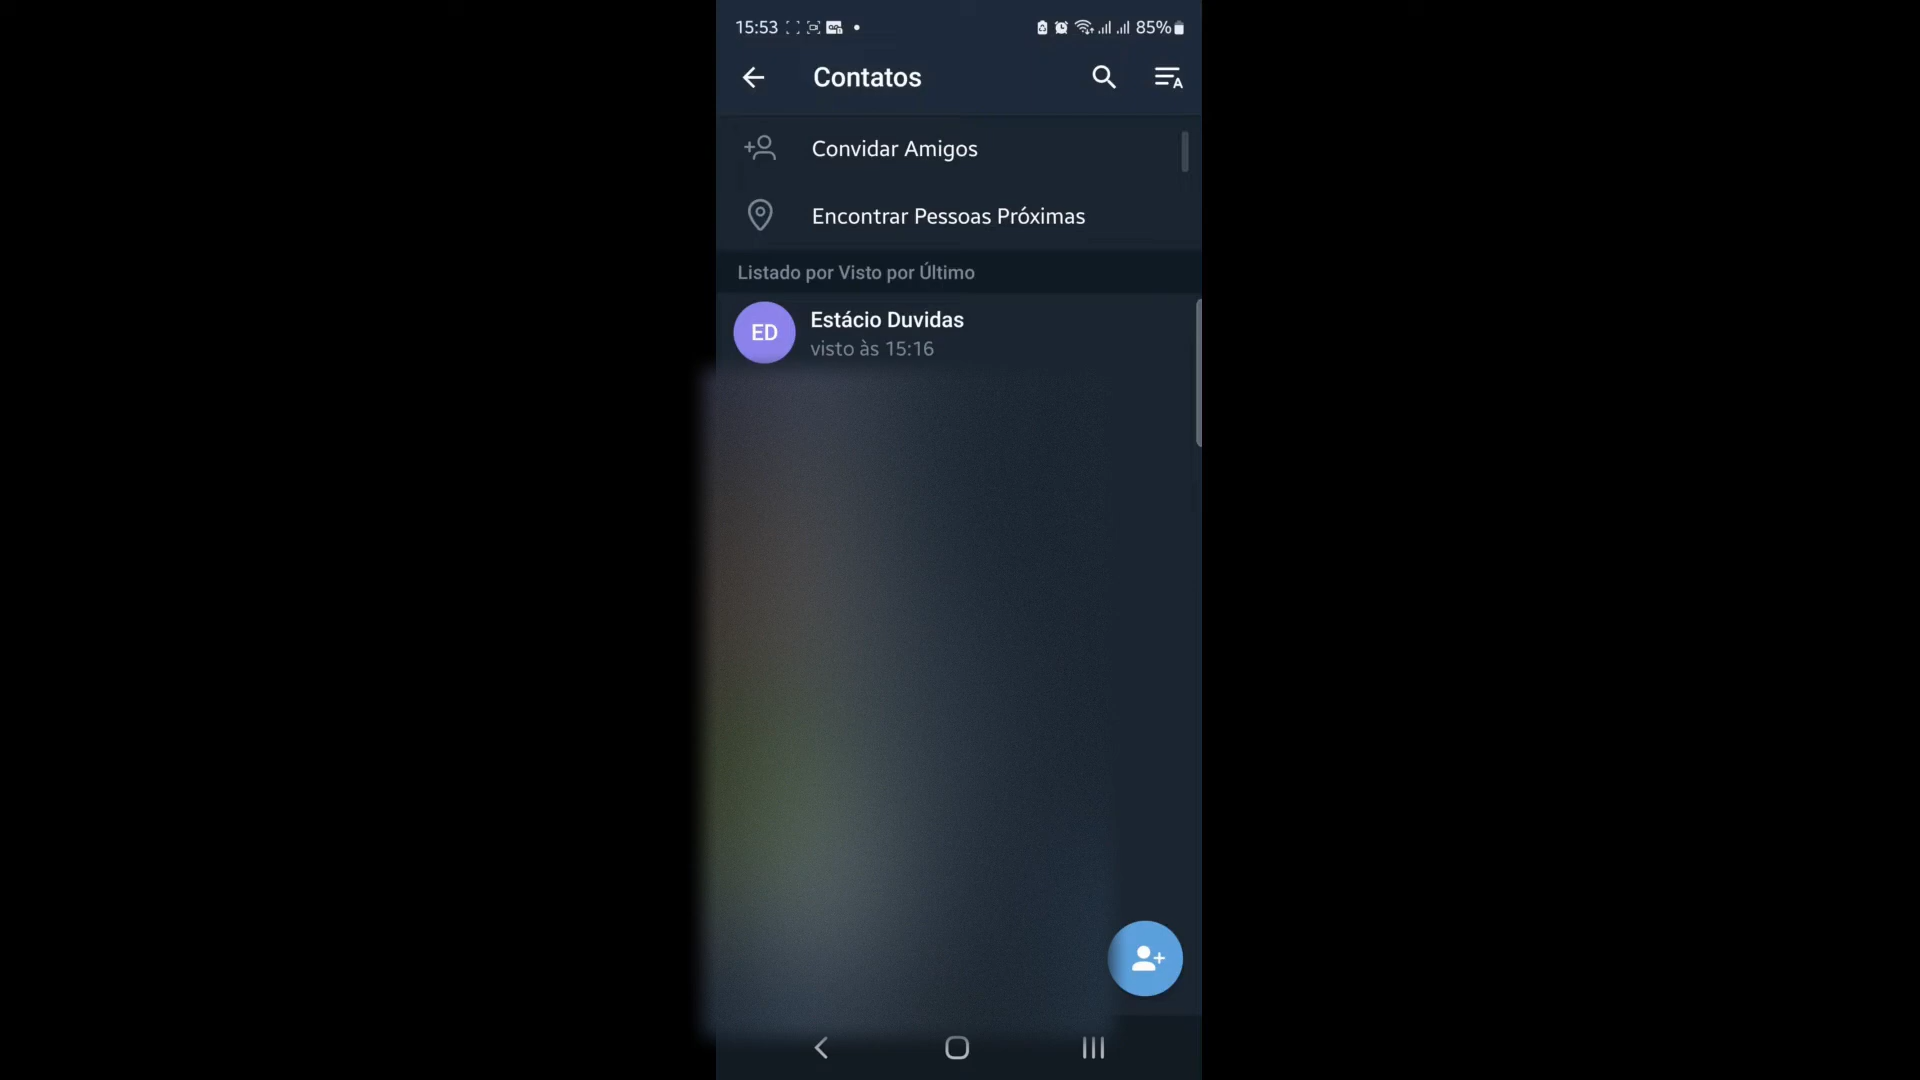 15:53 85%
Contatos
Convidar Amigos
Encontrar Pessoas Próximas
Listado por Visto por Último
ED
Estácio Duvidas
visto às 15:16